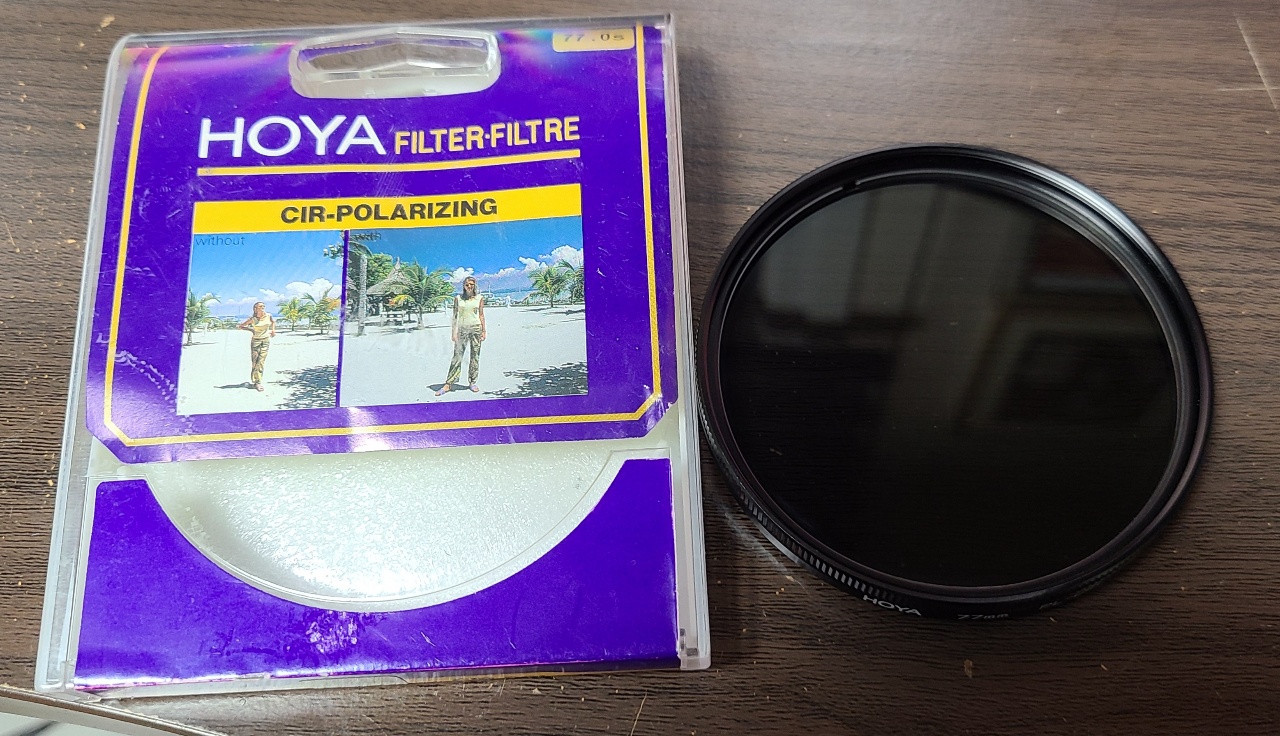 77.0s
HOYA FILTER·FILTRE
CIR-POLARIZING
without
with
HOYA 77mm